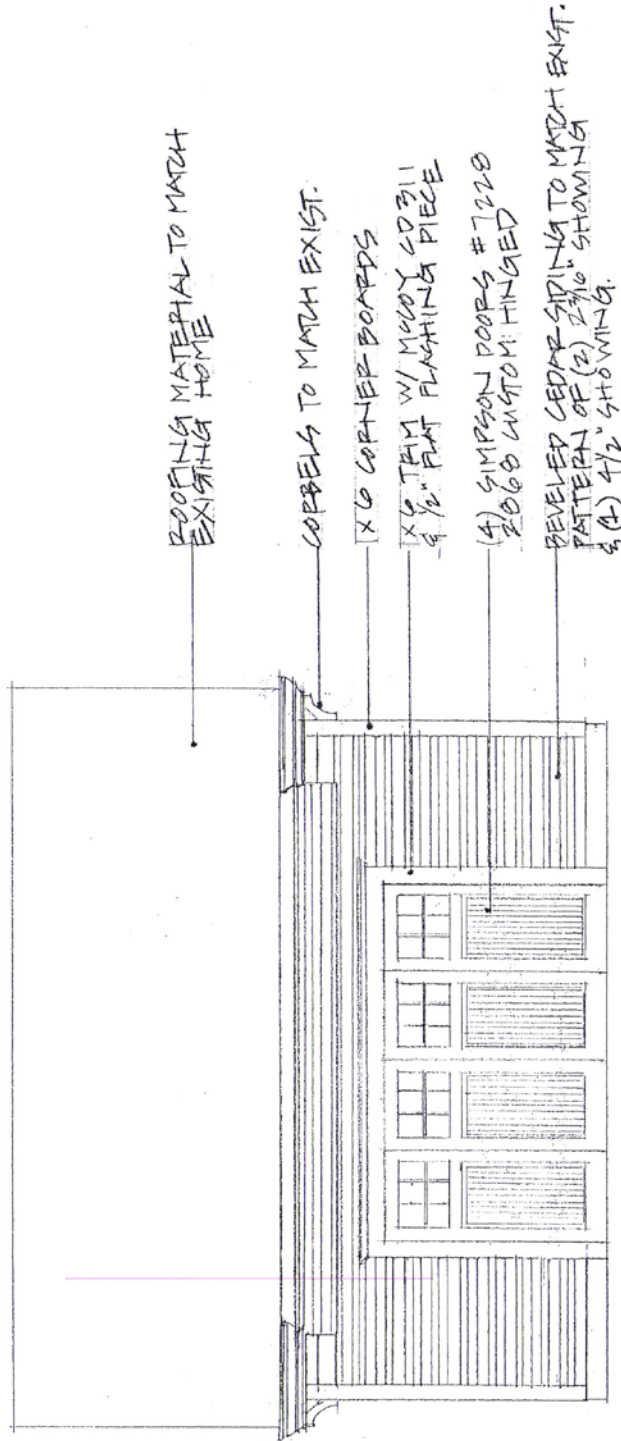 ROOFING MATERIAL TO MATCH
EXISTING HOME
CORBELS TO MATCH EXIST.
1 X 6 CORNER BOARDS
1 X 6 TRIM W/ McCOY CD311
& 1/2" FLAT FLASHING PIECE
(4) SIMPSON DOORS #7228
2868 CUSTOM HINGED
BEVELED CEDAR SIDING TO MATCH EXIST.
PATTERN OF (2) 2 3/16" SHOWING
& (1) 4 1/2" SHOWING.